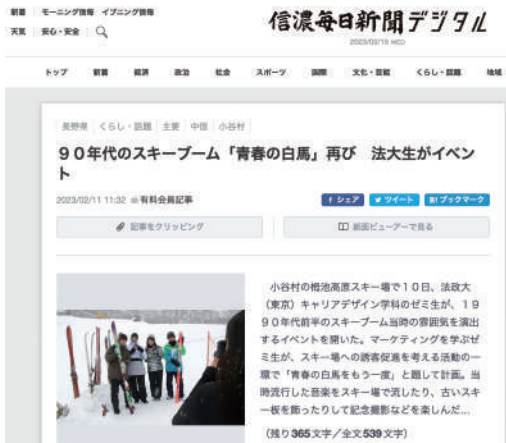 新着 モーニング信毎 イブニング信毎
天気 安心・安全
信濃毎日新聞デジタル
2023/02/15 WED
トップ 新着 経済 政治 社会 スポーツ 国際 文化・芸能 くらし・話題 地域
長野県 くらし・話題 主要 中信 小谷村
90年代のスキーブーム「青春の白馬」再び 法大生がイベン
ト
2023/02/11 11:32 有料会員記事
f シェア ツイート B! ブックマーク
記事をクリッピング 紙面ビューアーで見る
小谷村の栂池高原スキー場で10日、法政大
(東京)キャリアデザイン学科のゼミ生が、19
90年代前半のスキーブーム当時の雰囲気を演出
するイベントを開いた。マーケティングを学ぶゼ
ミ生が、スキー場への誘客促進を考える活動の一
環で「青春の白馬をもう一度」と題して計画。当
時流行した音楽をスキー場で流したり、古いスキ
ー板を飾ったりして記念撮影などを楽しんだ…
(残り365文字/全文539文字)